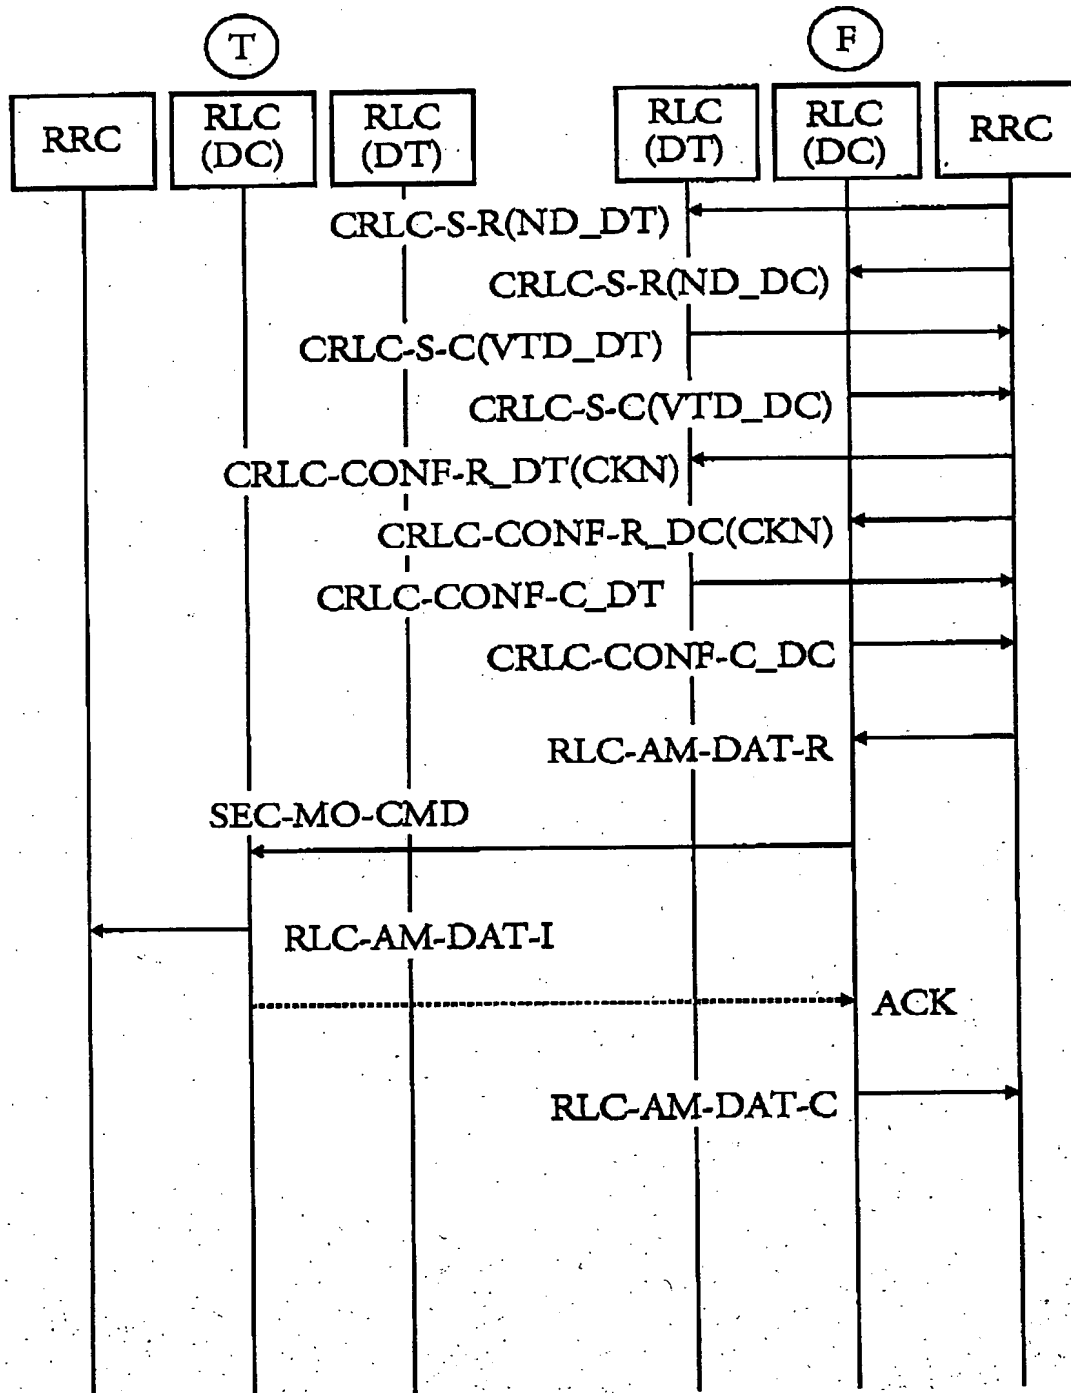 T
F
RRC
RLC
(DC)
RLC
(DT)
RLC
(DT)
RLC
(DC)
RRC
CRLC-S-R(ND_DT)
CRLC-S-R(ND_DC)
CRLC-S-C(VTD_DT)
CRLC-S-C(VTD_DC)
CRLC-CONF-R_DT(CKN)
CRLC-CONF-R_DC(CKN)
CRLC-CONF-C_DT
CRLC-CONF-C_DC
RLC-AM-DAT-R
SEC-MO-CMD
RLC-AM-DAT-I
ACK
RLC-AM-DAT-C